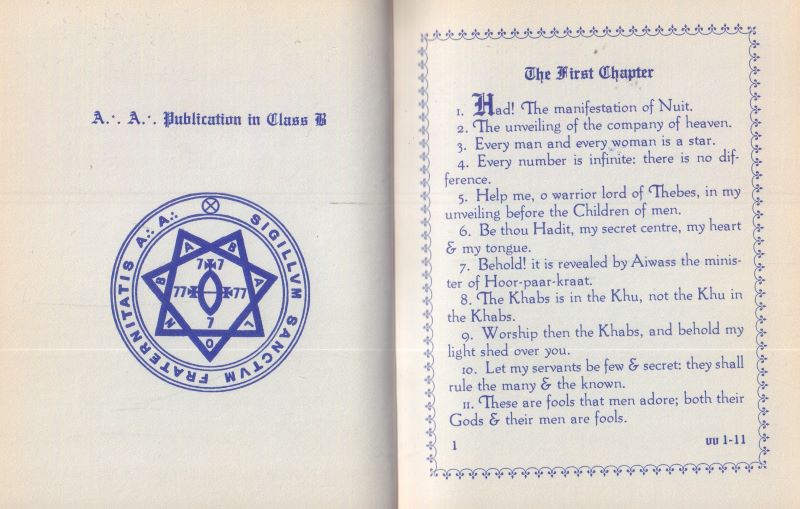 A∴ A∴ Publication in Class B
SIGILLVM SANCTVM FRATERNITATIS A∴ A∴
B A B A L O N
7 7
77 77
7
The First Chapter
1. Had! The manifestation of Nuit.
2. The unveiling of the company of heaven.
3. Every man and every woman is a star.
4. Every number is infinite: there is no dif-
ference.
5. Help me, o warrior lord of Thebes, in my
unveiling before the Children of men.
6. Be thou Hadit, my secret centre, my heart
& my tongue.
7. Behold! it is revealed by Aiwass the minis-
ter of Hoor-paar-kraat.
8. The Khabs is in the Khu, not the Khu in
the Khabs.
9. Worship then the Khabs, and behold my
light shed over you.
10. Let my servants be few & secret: they shall
rule the many & the known.
11. These are fools that men adore; both their
Gods & their men are fools.
1 vv 1-11